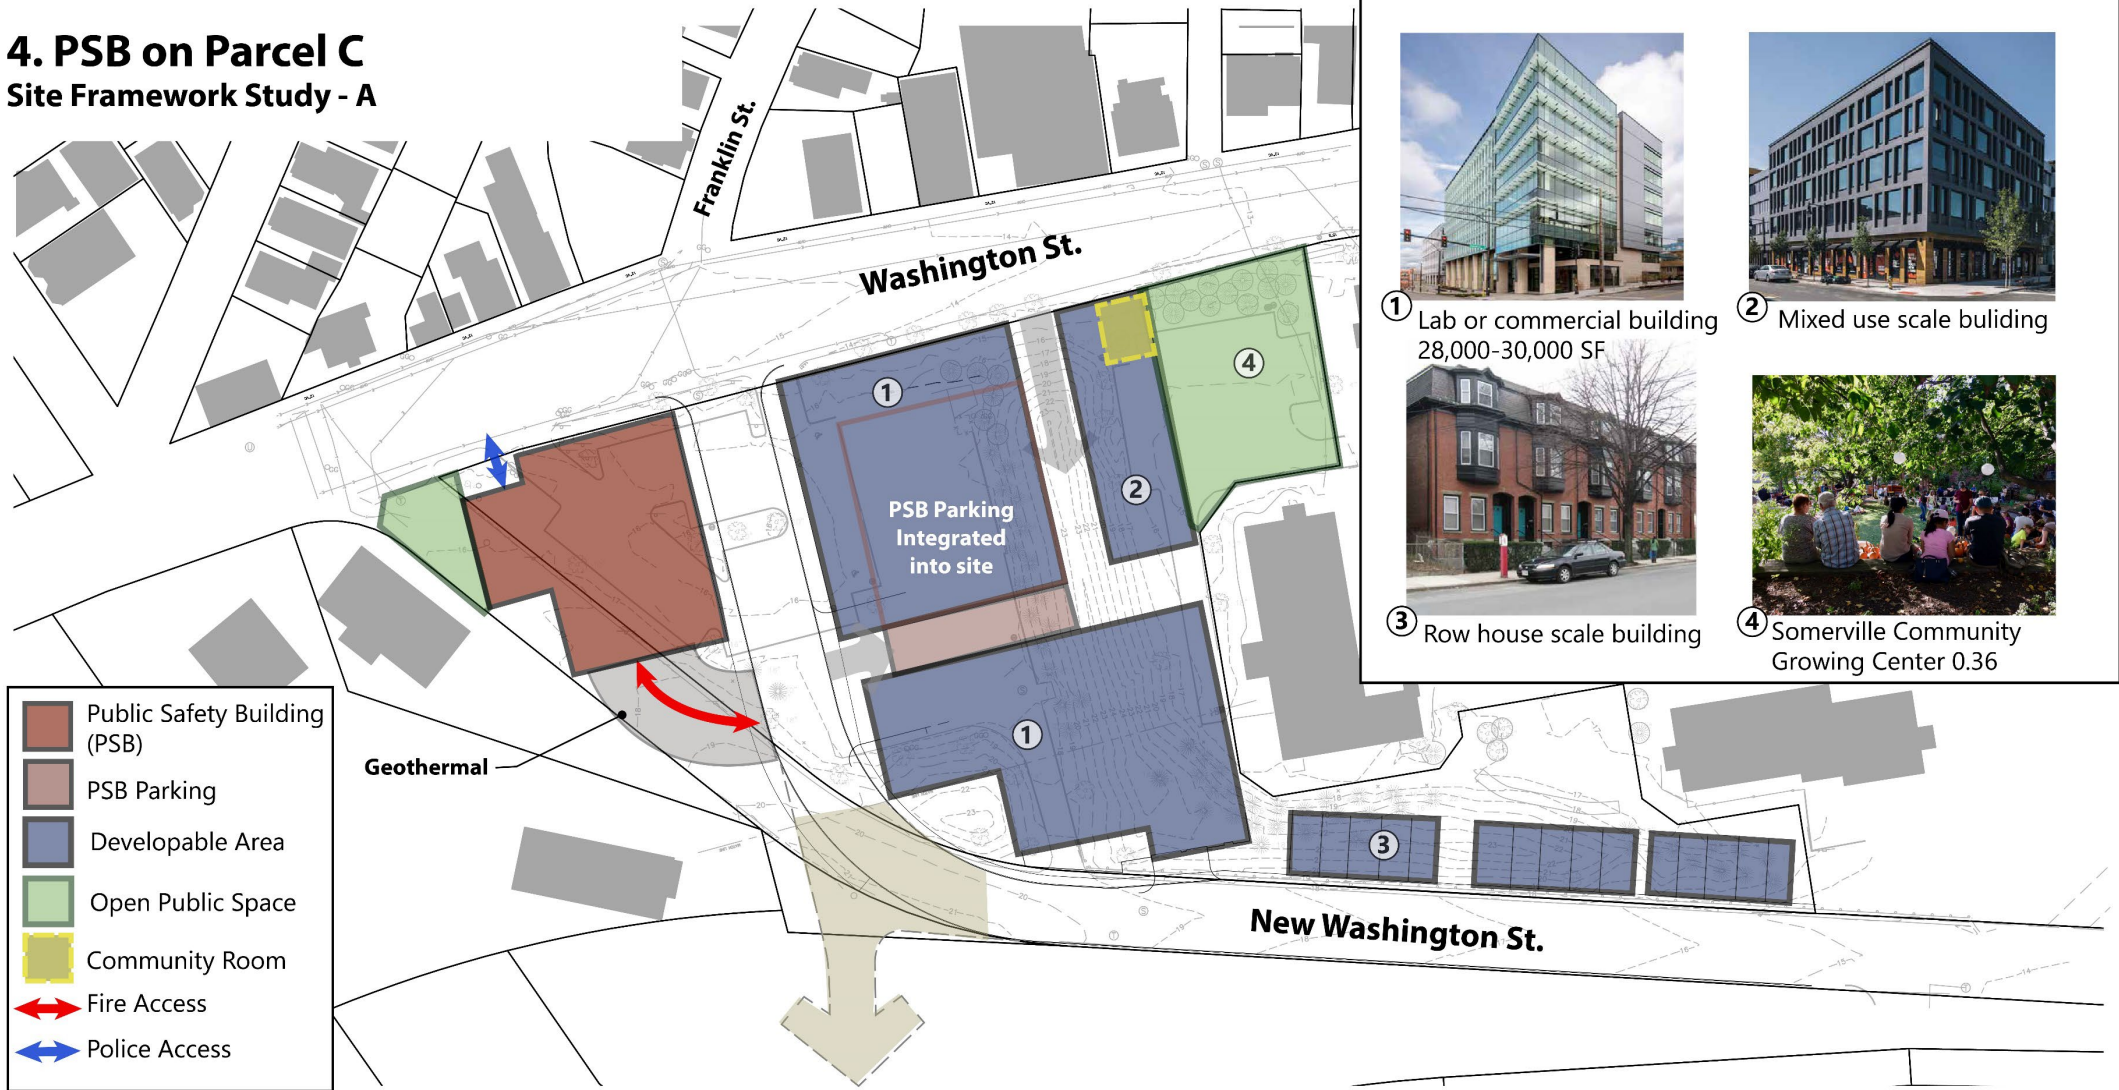 4. PSB on Parcel C
Site Framework Study - A
Franklin St.
Washington St.
1
2
4
PSB Parking
Integrated
into site
1
3
Geothermal
New Washington St.
1 Lab or commercial building
28,000-30,000 SF
2 Mixed use scale buliding
3 Row house scale building
4 Somerville Community
Growing Center 0.36
Public Safety Building
(PSB)
PSB Parking
Developable Area
Open Public Space
Community Room
Fire Access
Police Access